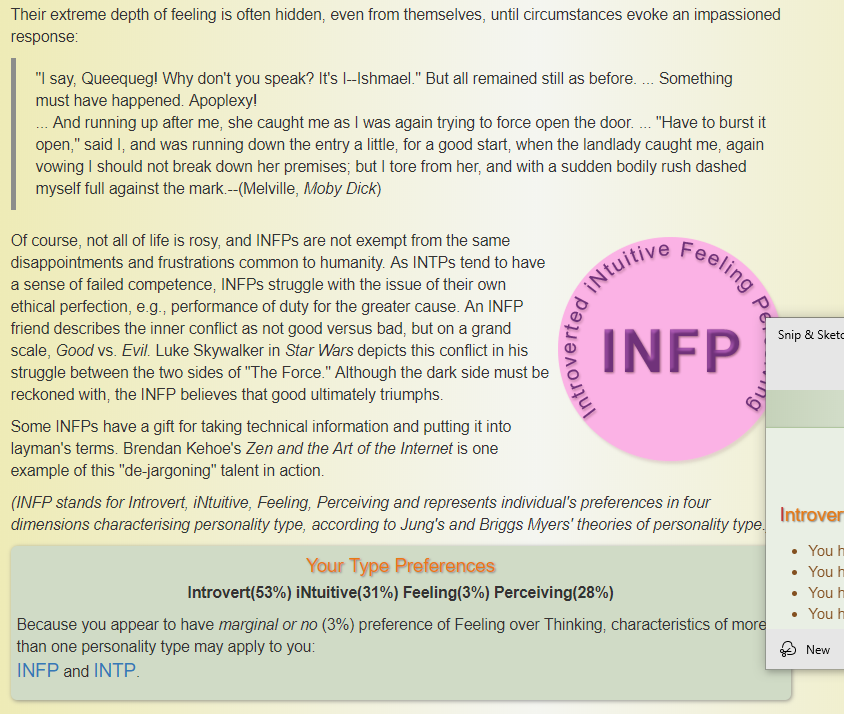 Their extreme depth of feeling is often hidden, even from themselves, until circumstances evoke an impassioned
response:
"I say, Queequeg! Why don't you speak? It's I--Ishmael." But all remained still as before. ... Something
must have happened. Apoplexy!
... And running up after me, she caught me as I was again trying to force open the door. ... "Have to burst it
open," said I, and was running down the entry a little, for a good start, when the landlady caught me, again
vowing I should not break down her premises; but I tore from her, and with a sudden bodily rush dashed
myself full against the mark.--(Melville, Moby Dick)
Of course, not all of life is rosy, and INFPs are not exempt from the same
disappointments and frustrations common to humanity. As INTPs tend to have
a sense of failed competence, INFPs struggle with the issue of their own
ethical perfection, e.g., performance of duty for the greater cause. An INFP
friend describes the inner conflict as not good versus bad, but on a grand
scale, Good vs. Evil. Luke Skywalker in Star Wars depicts this conflict in his
struggle between the two sides of "The Force." Although the dark side must be
reckoned with, the INFP believes that good ultimately triumphs.
Some INFPs have a gift for taking technical information and putting it into
layman's terms. Brendan Kehoe's Zen and the Art of the Internet is one
example of this "de-jargoning" talent in action.
Introverted iNtuitive Feeling
INFP
(INFP stands for Introvert, iNtuitive, Feeling, Perceiving and represents individual's preferences in four
dimensions characterising personality type, according to Jung's and Briggs Myers' theories of personality type.
Your Type Preferences
Introvert(53%) iNtuitive(31%) Feeling(3%) Perceiving(28%)
Because you appear to have marginal or no (3%) preference of Feeling over Thinking, characteristics of more
than one personality type may apply to you:
INFP and INTP.
Snip & Sketc
Introver
You h
You h
You h
You h
New